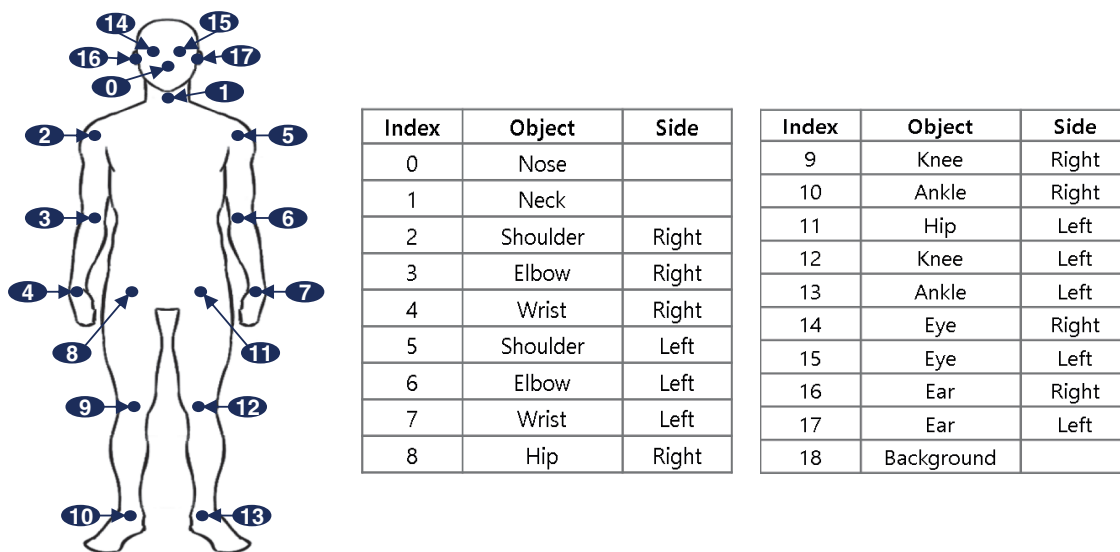 14 15
16 17
0 1
2 5
3 6
4 7
8 11
9 12
10 13
Index Object Side
0 Nose
1 Neck
2 Shoulder Right
3 Elbow Right
4 Wrist Right
5 Shoulder Left
6 Elbow Left
7 Wrist Left
8 Hip Right
Index Object Side
9 Knee Right
10 Ankle Right
11 Hip Left
12 Knee Left
13 Ankle Left
14 Eye Right
15 Eye Left
16 Ear Right
17 Ear Left
18 Background